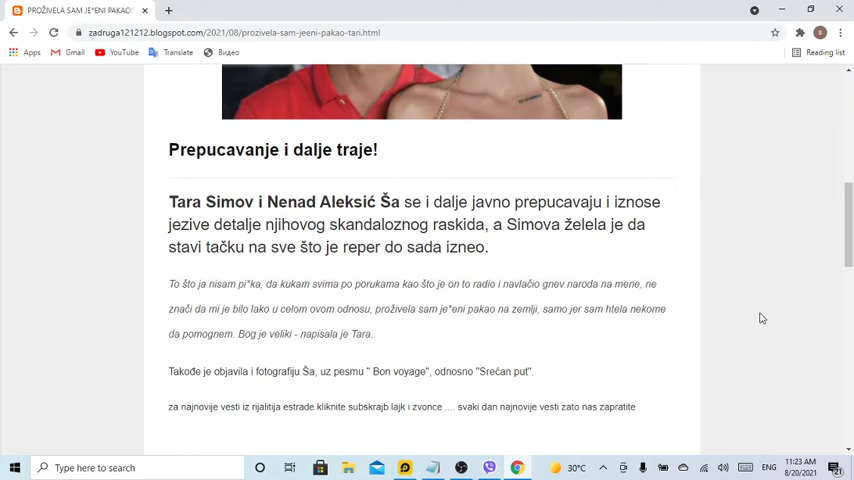 PROŽIVELA SAM JE*ENI PAKAO
zadruga121212.blogspot.com/2021/08/prozivela-sam-jeeni-pakao-tari.html
Apps Gmail YouTube Translate Видео Reading list
Prepucavanje i dalje traje!
Tara Simov i Nenad Aleksić Ša se i dalje javno prepucavaju i iznose
jezive detalje njihovog skandaloznog raskida, a Simova želela je da
stavi tačku na sve što je reper do sada izneo.
To što ja nisam pi*ka, da kukam svima po porukama kao što je on to radio i navlačio gnev naroda na mene, ne
znači da mi je bilo lako u celom ovom odnosu, proživela sam je*eni pakao na zemlji, samo jer sam htela nekome
da pomognem. Bog je veliki - napisala je Tara.
Takođe je objavila i fotografiju Ša, uz pesmu " Bon voyage", odnosno "Srećan put".
za najnovije vesti iz rijalitija estrade kliknite subskrajb lajk i zvonce .... svaki dan najnovije vesti zato nas zapratite
Type here to search
30°C
ENG
11:23 AM
8/20/2021
21